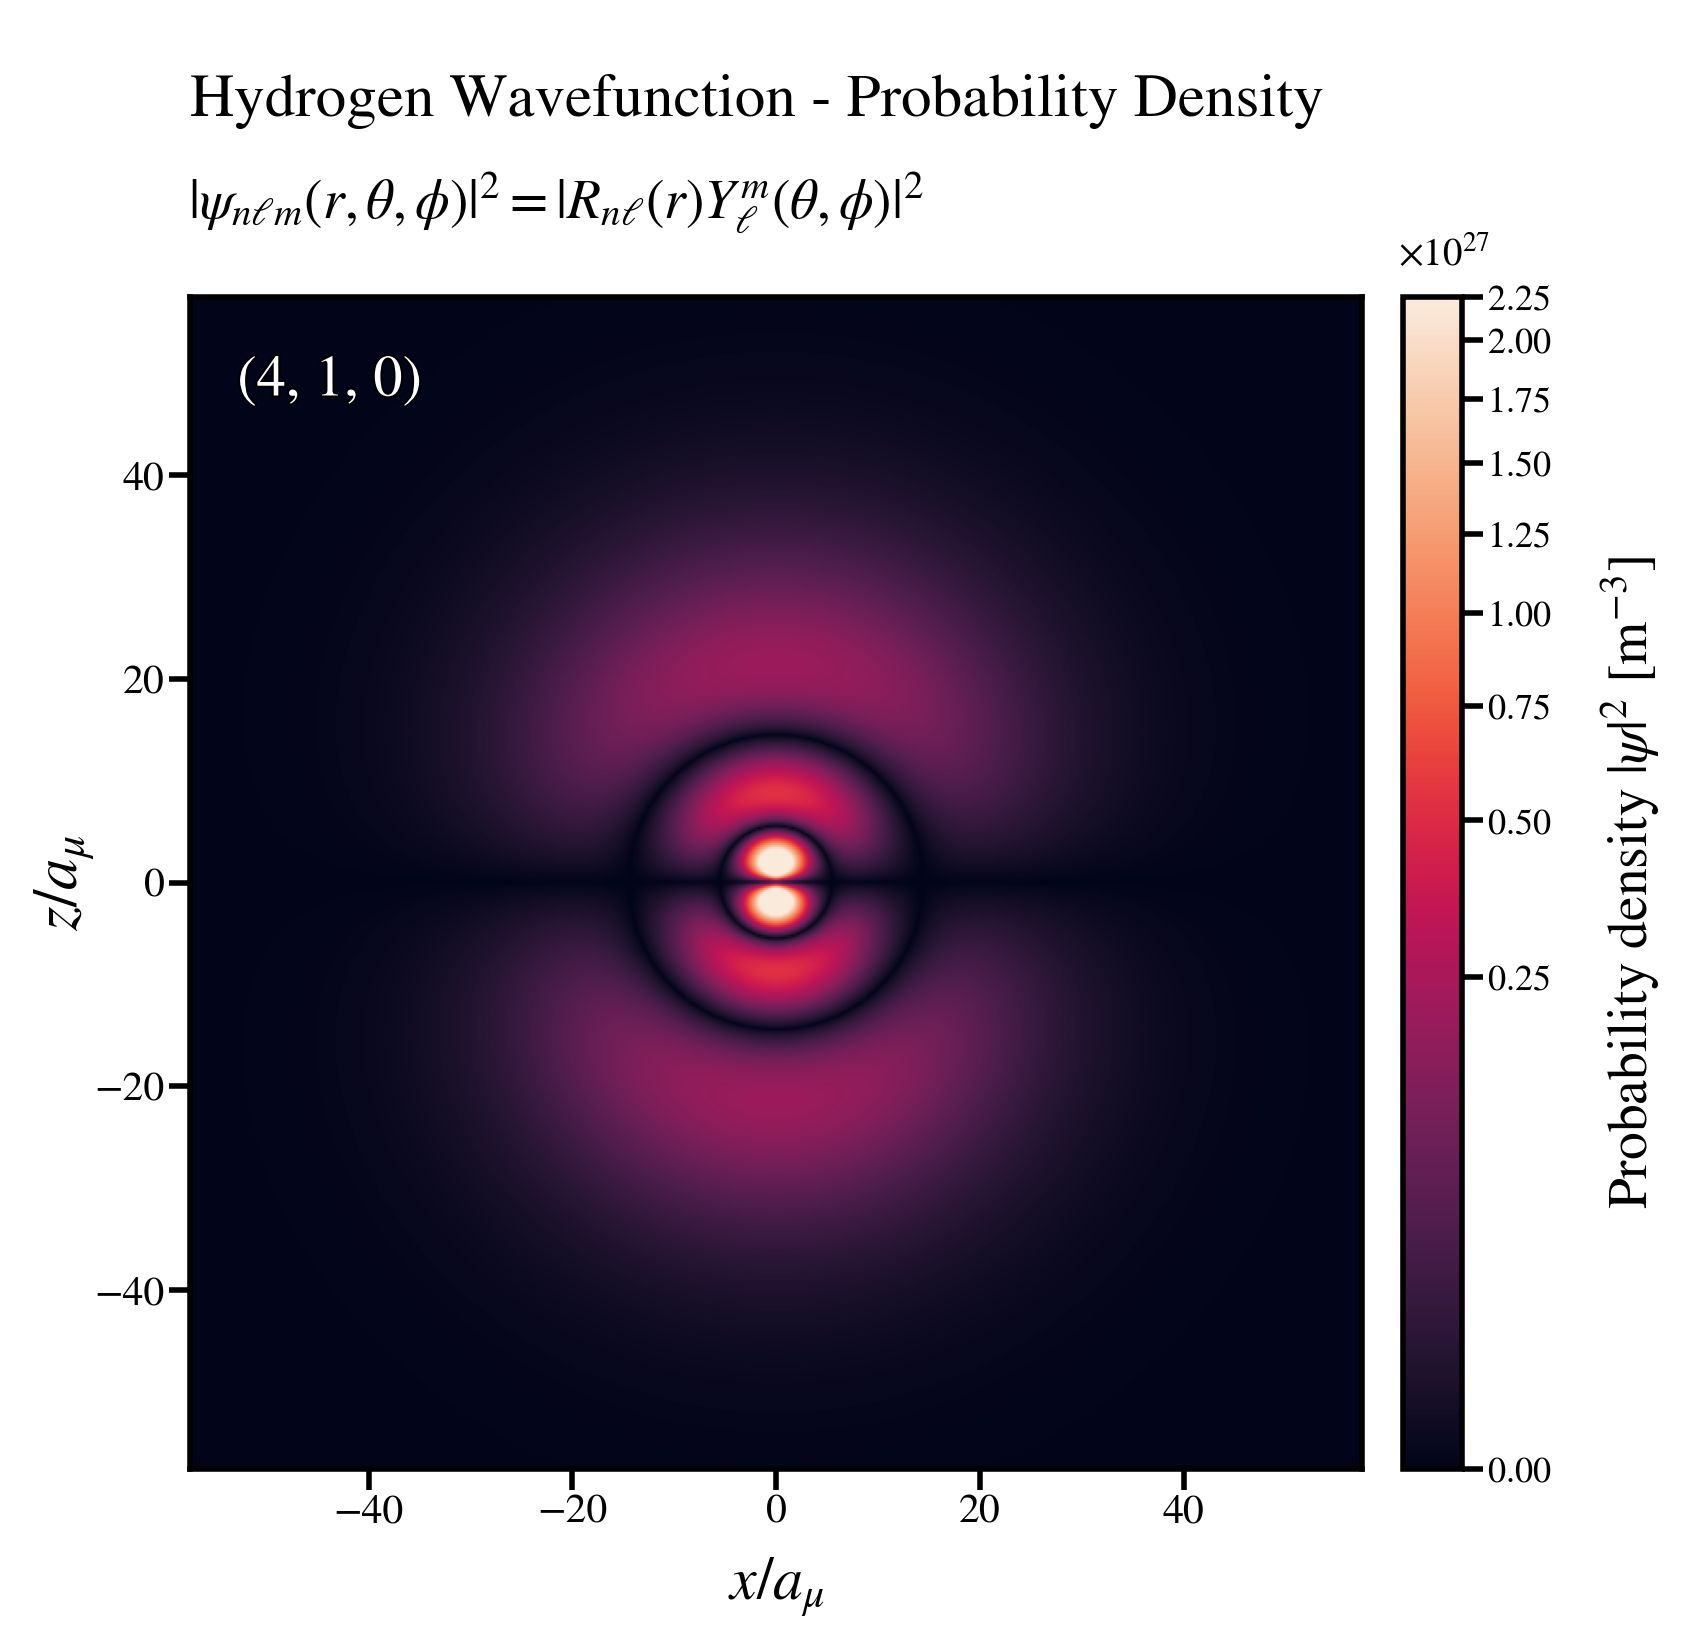 Hydrogen Wavefunction - Probability Density
|ψnℓm(r, θ, ϕ)|² = |Rnℓ(r)Yℓᵐ(θ, ϕ)|²
×10²⁷
(4, 1, 0)
2.25
2.00
1.75
1.50
1.25
1.00
0.75
0.50
0.25
0.00
Probability density |ψ|² [m⁻³]
40
20
0
−20
−40
z/aμ
−40 −20 0 20 40
x/aμ